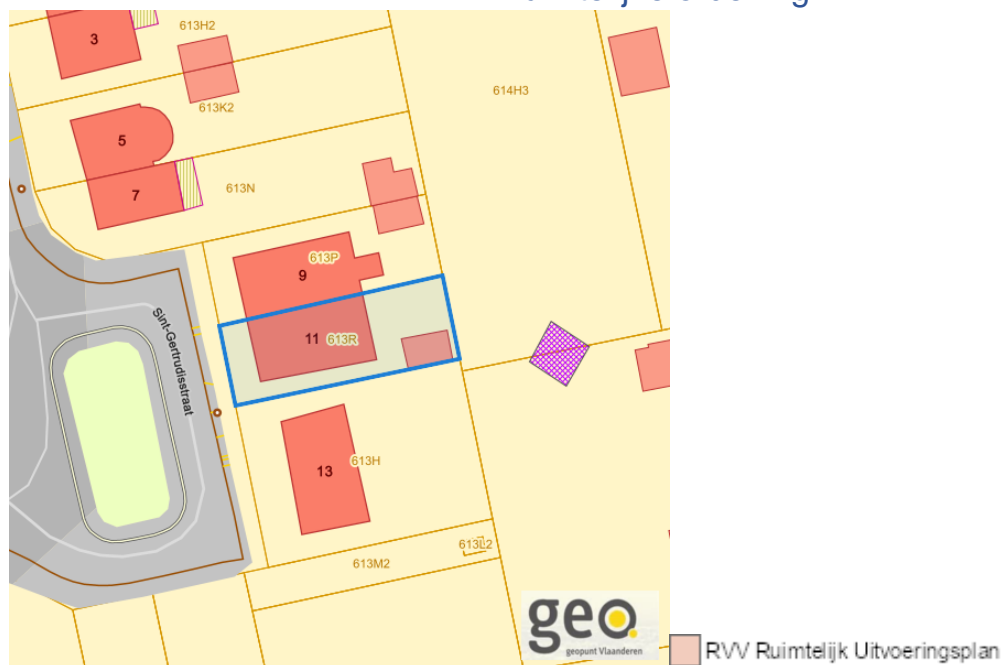 3
613H2
613K2
614H3
5
7
613N
9
613P
11
613R
Sint-Gertrudisstraat
13
613H
613L2
613M2
geo.
geopunt Vlaanderen
RVV Ruimtelijk Uitvoeringsplan